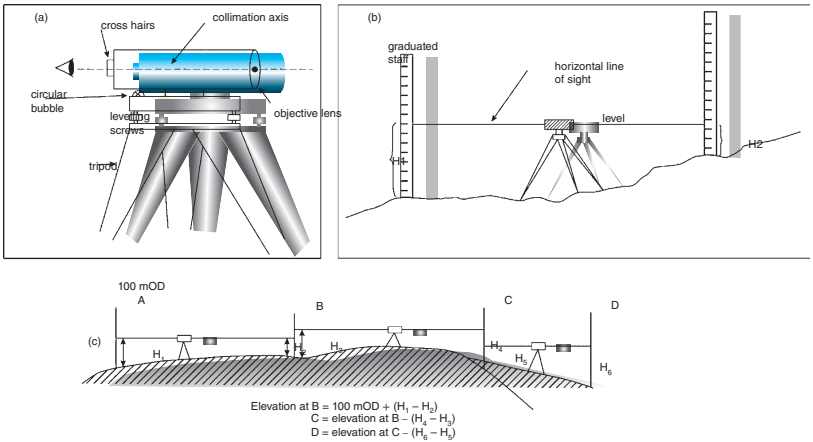 (a)
cross hairs
collimation axis
circular
bubble
levelling
screws
objective lens
tripod
(b)
graduated
staff
horizontal line
of sight
level
H1
H2
100 mOD
A
B
C
D
(c)
H₁
H₂
H₃
H₄
H₅
H₆
Elevation at B = 100 mOD + (H₁ – H₂)
C = elevation at B – (H₄ – H₃)
D = elevation at C – (H₆ – H₅)